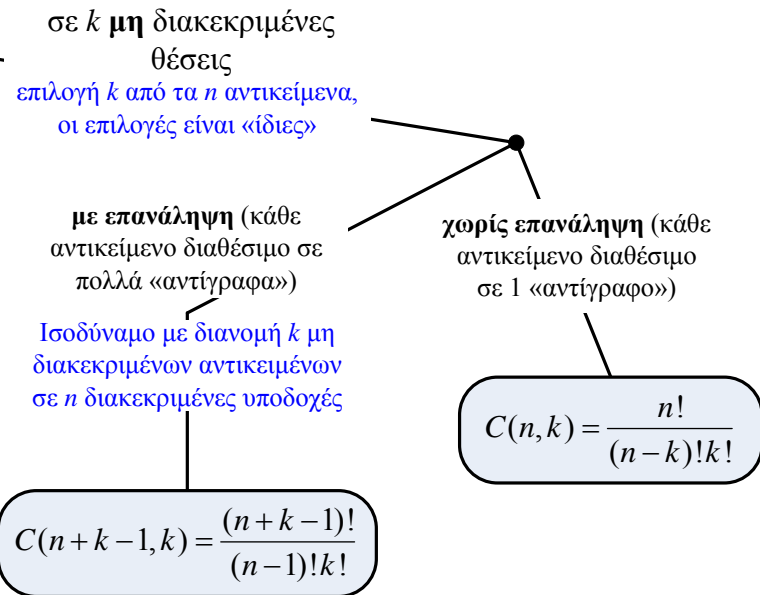 σε k μη διακεκριμένες
θέσεις
επιλογή k από τα n αντικείμενα,
οι επιλογές είναι «ίδιες»
με επανάληψη (κάθε
αντικείμενο διαθέσιμο σε
πολλά «αντίγραφα»)
Ισοδύναμο με διανομή k μη
διακεκριμένων αντικειμένων
σε n διακεκριμένες υποδοχές
C(n+k−1,k) = (n+k−1)! / (n−1)!k!
χωρίς επανάληψη (κάθε
αντικείμενο διαθέσιμο
σε 1 «αντίγραφο»)
C(n,k) = n! / (n−k)!k!